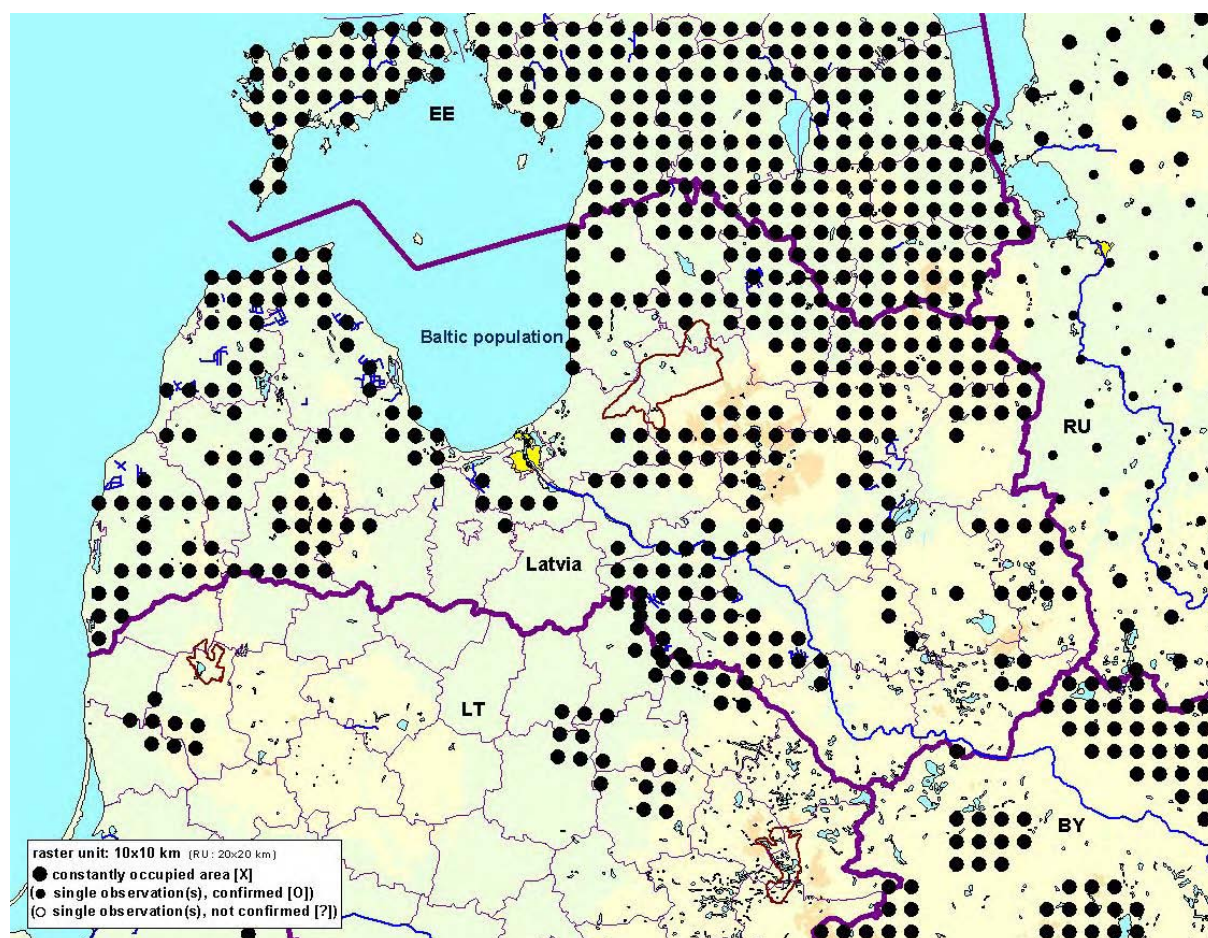 EE
Baltic population
RU
Latvia
LT
BY
raster unit: 10x10 km (RU : 20x20 km)
● constantly occupied area [X]
(● single observation(s), confirmed [O])
(○ single observation(s), not confirmed [?])